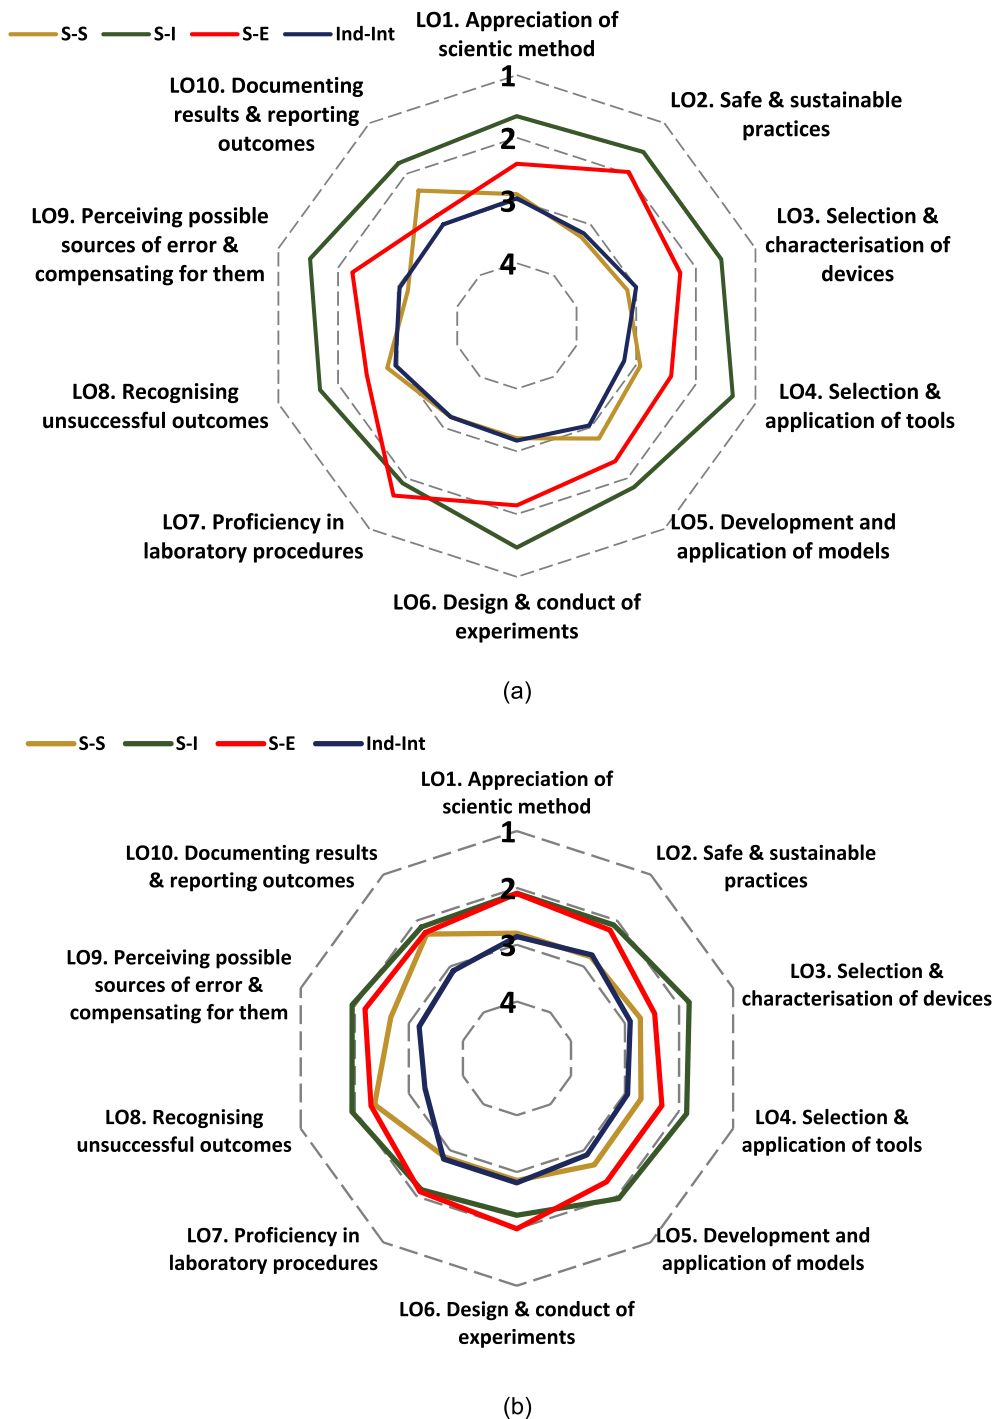 S-S S-I S-E Ind-Int
LO1. Appreciation of
scientic method
LO10. Documenting
results & reporting
outcomes
LO2. Safe & sustainable
practices
LO9. Perceiving possible
sources of error &
compensating for them
LO3. Selection &
characterisation of
devices
LO8. Recognising
unsuccessful outcomes
LO4. Selection &
application of tools
LO7. Proficiency in
laboratory procedures
LO5. Development and
application of models
LO6. Design & conduct of
experiments
1
2
3
4
(a)
S-S S-I S-E Ind-Int
LO1. Appreciation of
scientic method
LO10. Documenting results
& reporting outcomes
LO2. Safe & sustainable
practices
LO9. Perceiving possible
sources of error &
compensating for them
LO3. Selection &
characterisation of devices
LO8. Recognising
unsuccessful outcomes
LO4. Selection &
application of tools
LO7. Proficiency in
laboratory procedures
LO5. Development and
application of models
LO6. Design & conduct of
experiments
1
2
3
4
(b)